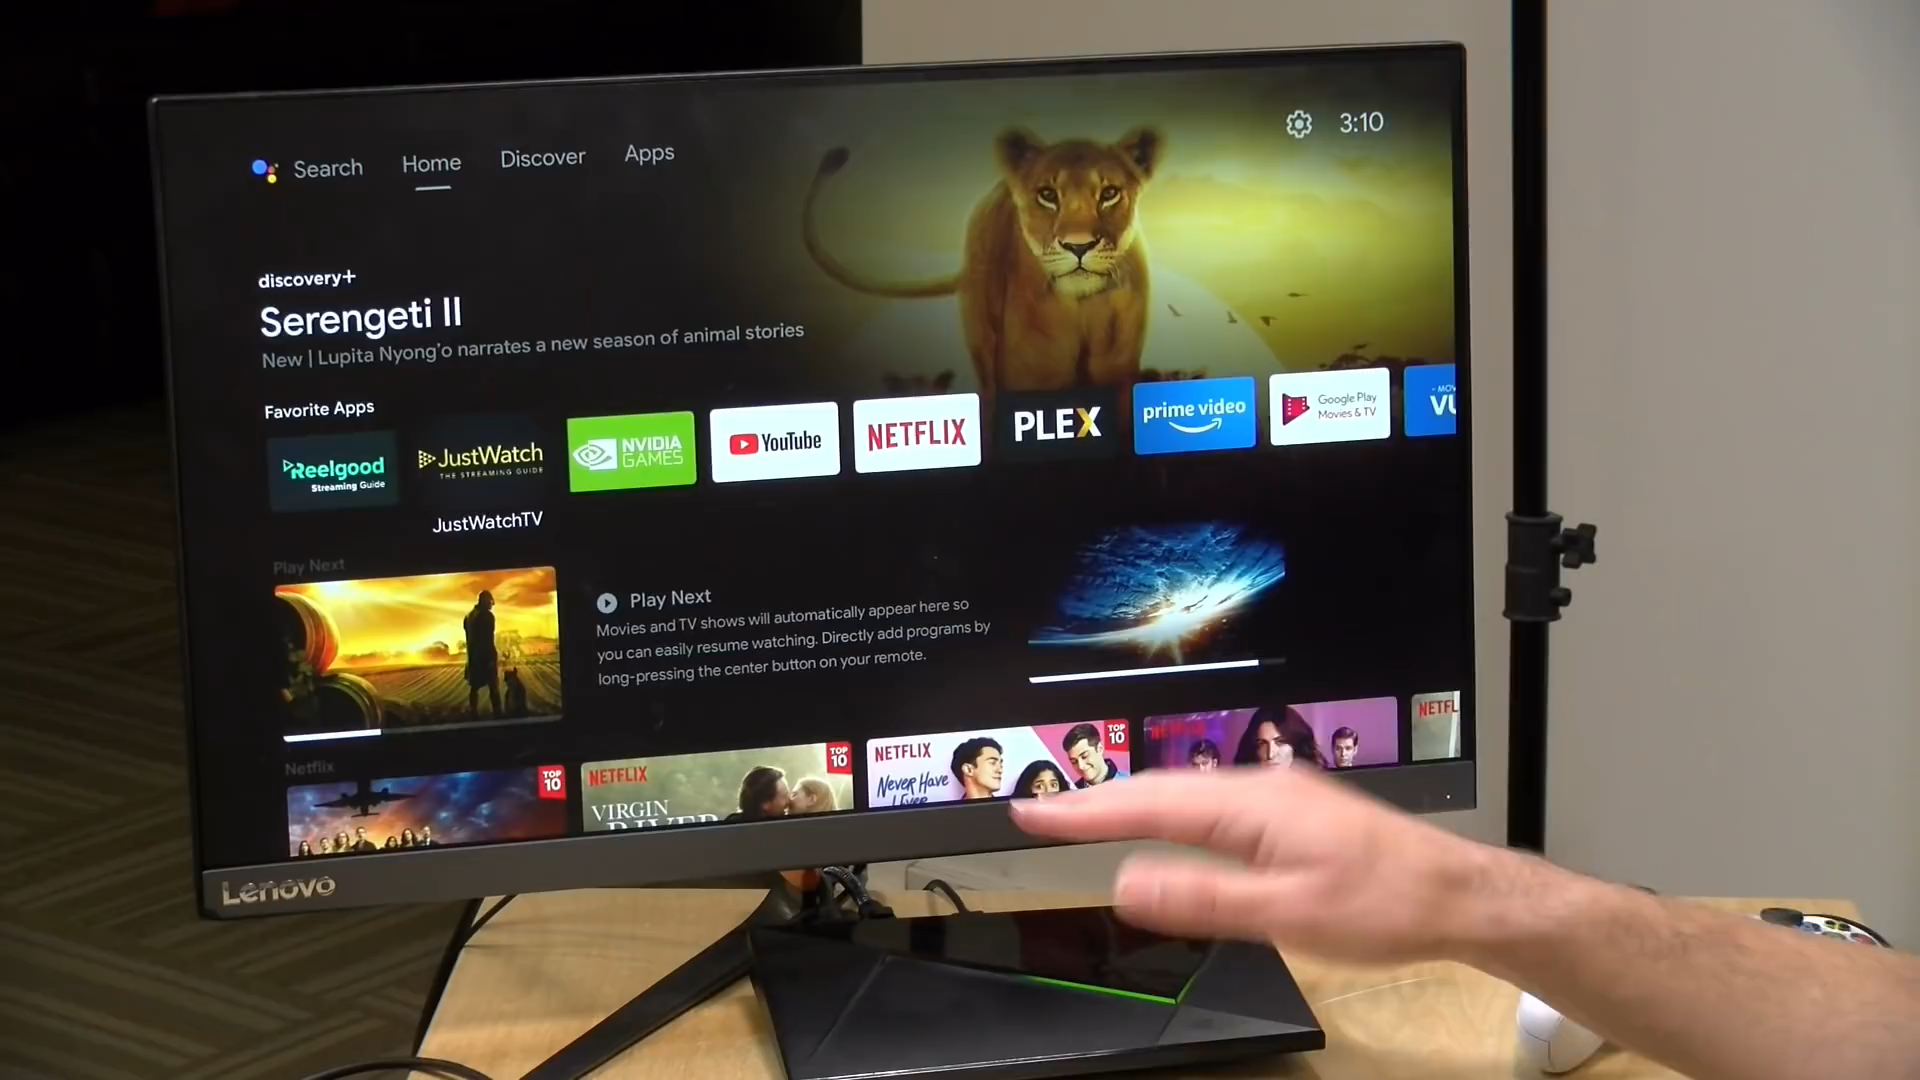 Search Home Discover Apps
3:10
discovery+
Serengeti II
New | Lupita Nyong'o narrates a new season of animal stories
Favorite Apps
Reelgood
Streaming Guide
JustWatch
THE STREAMING GUIDE
NVIDIA
GAMES
YouTube
NETFLIX
PLEX
prime video
Google Play
Movies & TV
JustWatchTV
Play Next
Play Next
Movies and TV shows will automatically appear here so
you can easily resume watching. Directly add programs by
long-pressing the center button on your remote.
Netflix
TOP
10
NETFLIX
TOP
10
VIRGIN
RIVER
NETFLIX
TOP
10
NEVER HAVE
I EVER
NETFLIX
NETFL
Lenovo